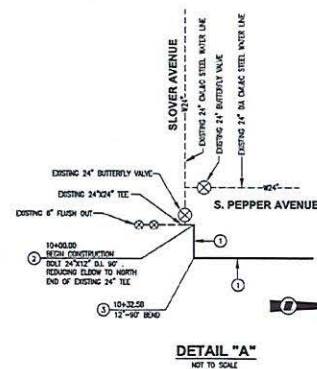 SLOVER AVENUE
W24"
EXISTING 24" CML&C STEEL WATER LINE
EXISTING 24" BUTTERFLY VALVE
EXISTING 24" DIA CML&C STEEL WATER LINE
EXISTING 24" BUTTERFLY VALVE
EXISTING 24"X24" TEE
W24"
S. PEPPER AVENUE
EXISTING 6" FLUSH OUT
1
10+00.00
2 BEGIN CONSTRUCTION
BOLT 24"X12" D.I. 90°
REDUCING ELBOW TO NORTH
END OF EXISTING 24" TEE
1
10+32.50
3 12"-90° BEND
DETAIL "A"
NOT TO SCALE